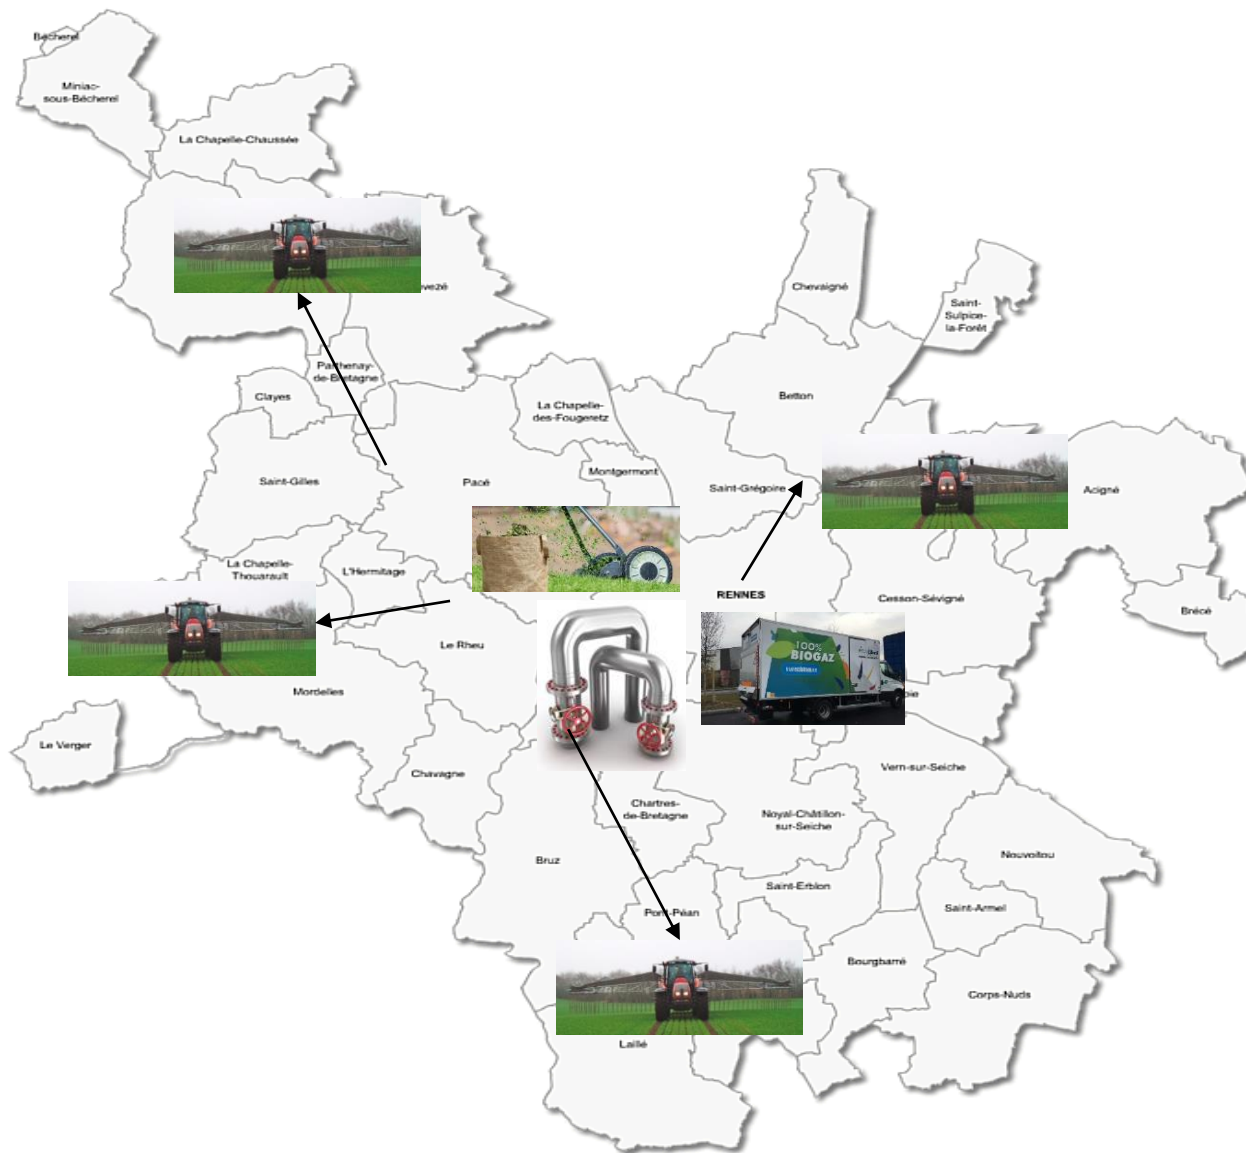 Bécherel
Miniac-
sous-Bécherel
La Chapelle-Chaussée
evezé
Chevaigné
Saint-
Sulpice-
la-Forêt
Parthenay-
de-Bretagne
Clayes
Betton
La Chapelle-
des-Fougeretz
Montgermont
Saint-Gilles
Pacé
Saint-Grégoire
Acigné
La Chapelle-
Thouarault
L'Hermitage
RENNES
Cesson-Sévigné
Brécé
Le Rheu
100%
BIOGAZ
Mordelles
oie
Le Verger
Chavagne
Vern-sur-Seiche
Chartres-
de-Bretagne
Noyal-Châtillon-
sur-Seiche
Nouvoitou
Bruz
Saint-Erblon
Saint-Armel
Pont-Péan
Bourgbarré
Corps-Nuds
Laillé